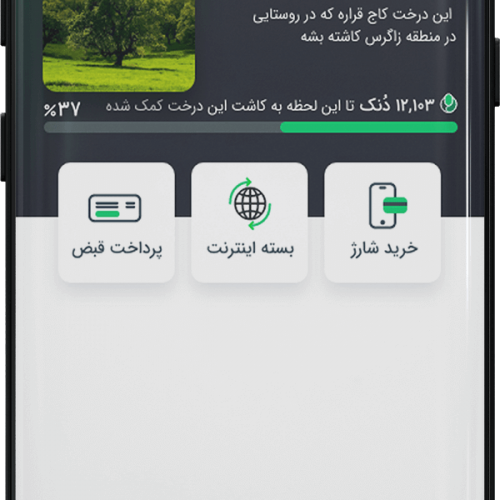 این درخت کاج قراره که در روستایی
در منطقه زاگرس کاشته بشه
۱۲,۱۰۳ دُنک تا این لحظه به کاشت این درخت کمک شده
%۳۷
خرید شارژ
بسته اینترنت
پرداخت قبض